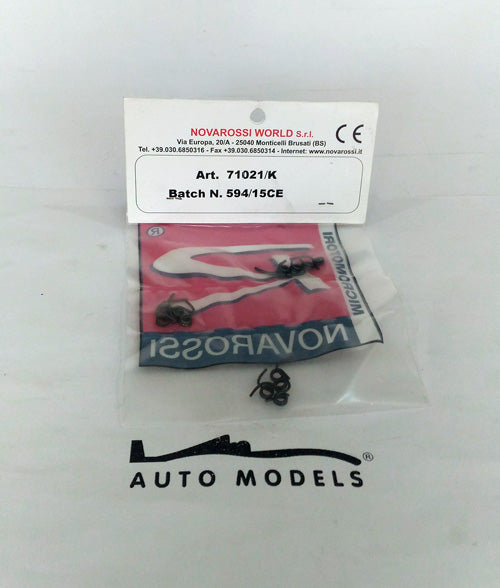 NOVAROSSI WORLD S.r.l.
Via Europa, 20/A - 25040 Monticelli Brusati (BS)
Tel. +39.030.6850316 - Fax +39.030.6850314 - Internet: www.novarossi.it
CE
Art. 71021/K
Batch N. 594/15CE
®
MICROMOTORI
NOVAROSSI
®
AUTO MODELS